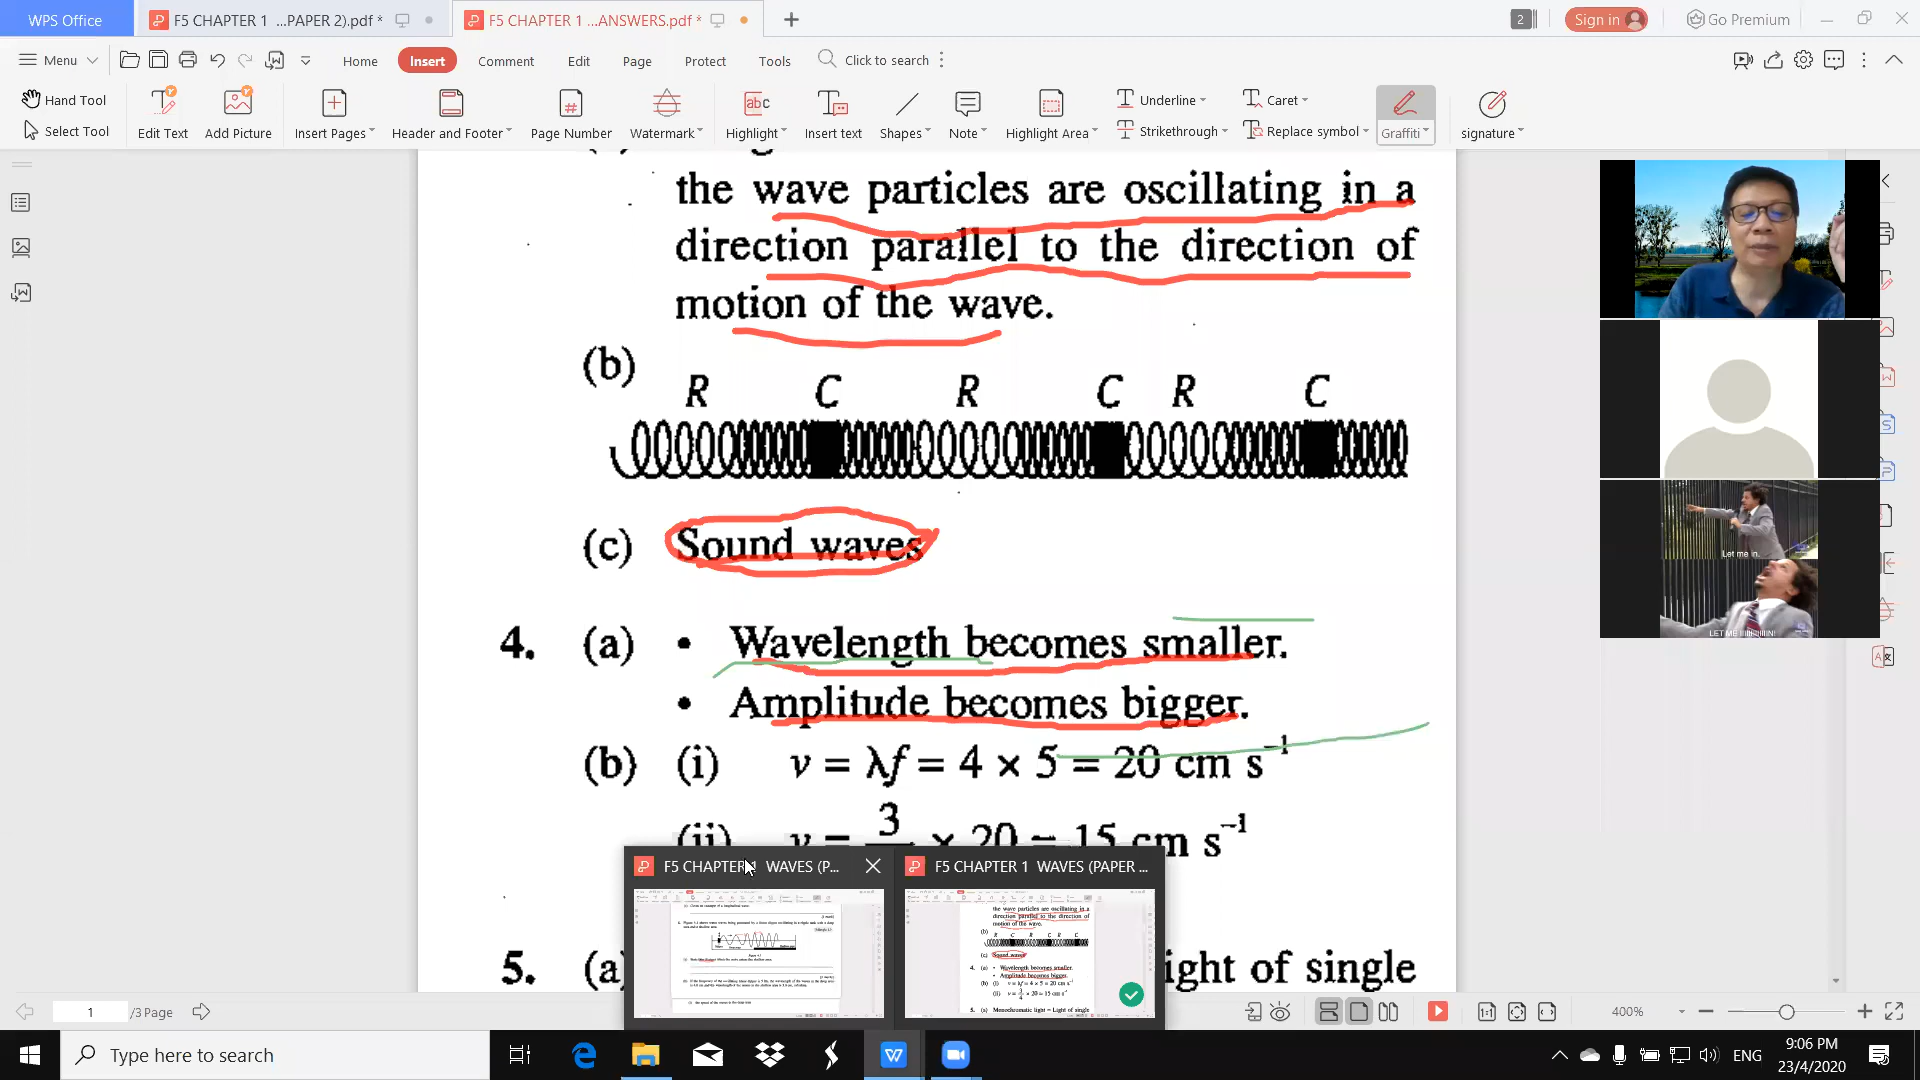 WPS Office
F5 CHAPTER 1 ...PAPER 2).pdf *
F5 CHAPTER 1 ...ANSWERS.pdf *
2
Sign in
Go Premium
Menu
Home
Insert
Comment
Edit
Page
Protect
Tools
Click to search
Hand Tool
Select Tool
Edit Text
Add Picture
Insert Pages
Header and Footer
Page Number
Watermark
Highlight
Insert text
Shapes
Note
Highlight Area
Underline
Strikethrough
Caret
Replace symbol
Graffiti
signature
the wave particles are oscillating in a
direction parallel to the direction of
motion of the wave.
(b)
R C R C R C
(c) Sound waves
4. (a) • Wavelength becomes smaller.
• Amplitude becomes bigger.
(b) (i) v = λf = 4 × 5 = 20 cm s⁻¹
(ii) v = 3 × 20 = 15 cm s⁻¹
5. (a ight of single
Let me in.
F5 CHAPTER 1 WAVES (P...
F5 CHAPTER 1 WAVES (PAPER ...
1
/3 Page
400%
Type here to search
ENG
9:06 PM
23/4/2020